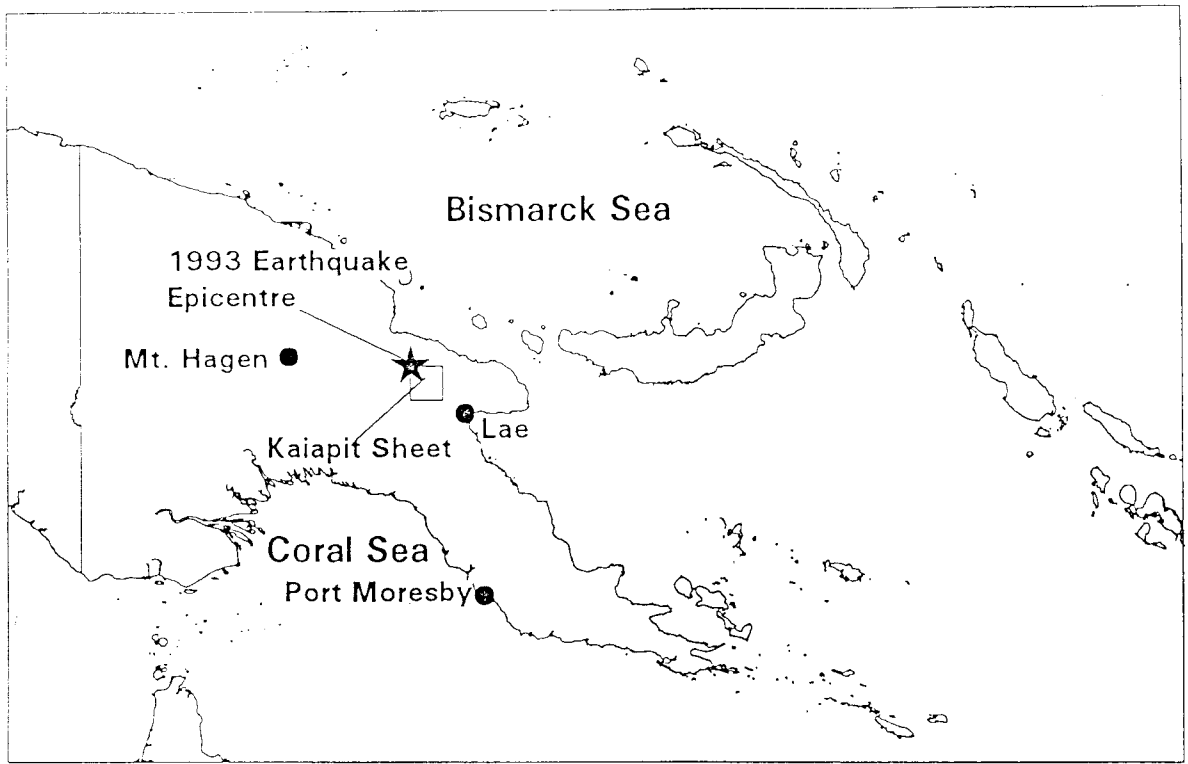 Bismarck Sea
1993 Earthquake
Epicentre
Mt. Hagen
Lae
Kaiapit Sheet
Coral Sea
Port Moresby